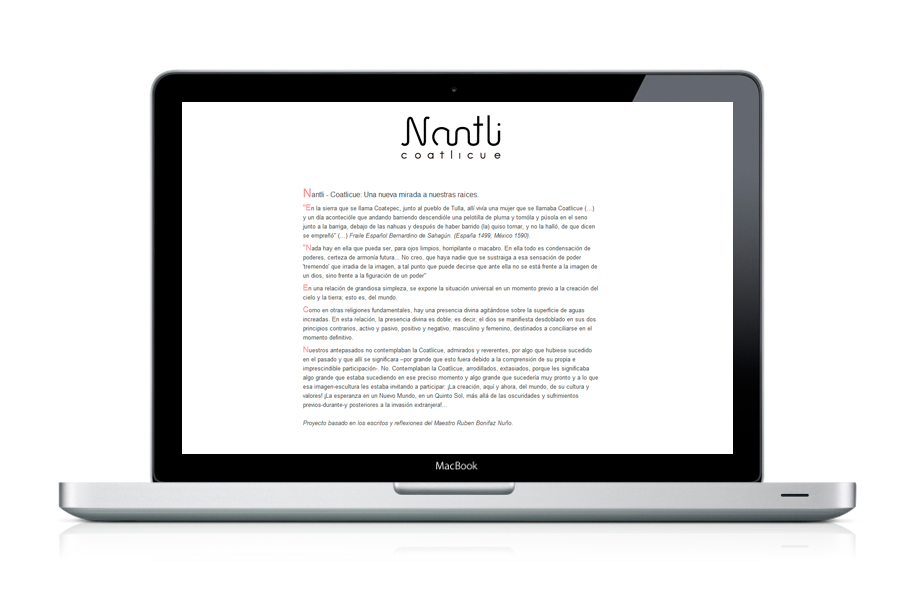 Nantli
coatlicue
Nantli - Coatlicue: Una nueva mirada a nuestras raices.
"En la sierra que se llama Coatepec, junto al pueblo de Tulla, allí vivía una mujer que se llamaba Coatlicue (...)
y un día aconteciôle que andando barriendo descendióle una pelotilla de pluma y tomóla y púsola en el seno
junto a la barriga, debajo de las nahuas y después de haber barrido (la) quiso tomar, y no la halló, de que dicen
se empreñó" (...) Fraile Español Bernardino de Sahagún. (España 1499, México 1590)
"Nada hay en ella que pueda ser, para ojos limpios, horripilante o macabro. En ella todo es condensación de
poderes, certeza de armonía futura... No creo, que haya nadie que se sustraiga a esa sensación de poder
'tremendo' que irradia de la imagen, a tal punto que puede decirse que ante ella no se está frente a la imagen de
un dios, sino frente a la figuración de un poder"
En una relación de grandiosa simpleza, se expone la situación universal en un momento previo a la creación del
cielo y la tierra; esto es, del mundo.
Como en otras religiones fundamentales, hay una presencia divina agitándose sobre la superficie de aguas
increadas. En esta relación, la presencia divina es doble; es decir, el dios se manifiesta desdoblado en sus dos
principios contrarios, activo y pasivo, positivo y negativo, masculino y femenino, destinados a conciliarse en el
momento definitivo.
Nuestros antepasados no contemplaban la Coatlicue, admirados y reverentes, por algo que hubiese sucedido
en el pasado y que allí se significara –por grande que esto fuera debido a la comprensión de su propia e
imprescindible participación-. No. Contemplaban la Coatlicue, arrodillados, extasiados, porque les significaba
algo grande que estaba sucediendo en ese preciso momento y algo grande que sucedería muy pronto y a lo que
esa imagen-escultura les estaba invitando a participar: ¡La creación, aquí y ahora, del mundo, de su cultura y
valores! ¡La esperanza en un Nuevo Mundo, en un Quinto Sol, más allá de las oscuridades y sufrimientos
previos-durante-y posteriores a la invasión extranjera!...
Proyecto basado en los escritos y reflexiones del Maestro Ruben Bonifaz Nuño.
MacBook